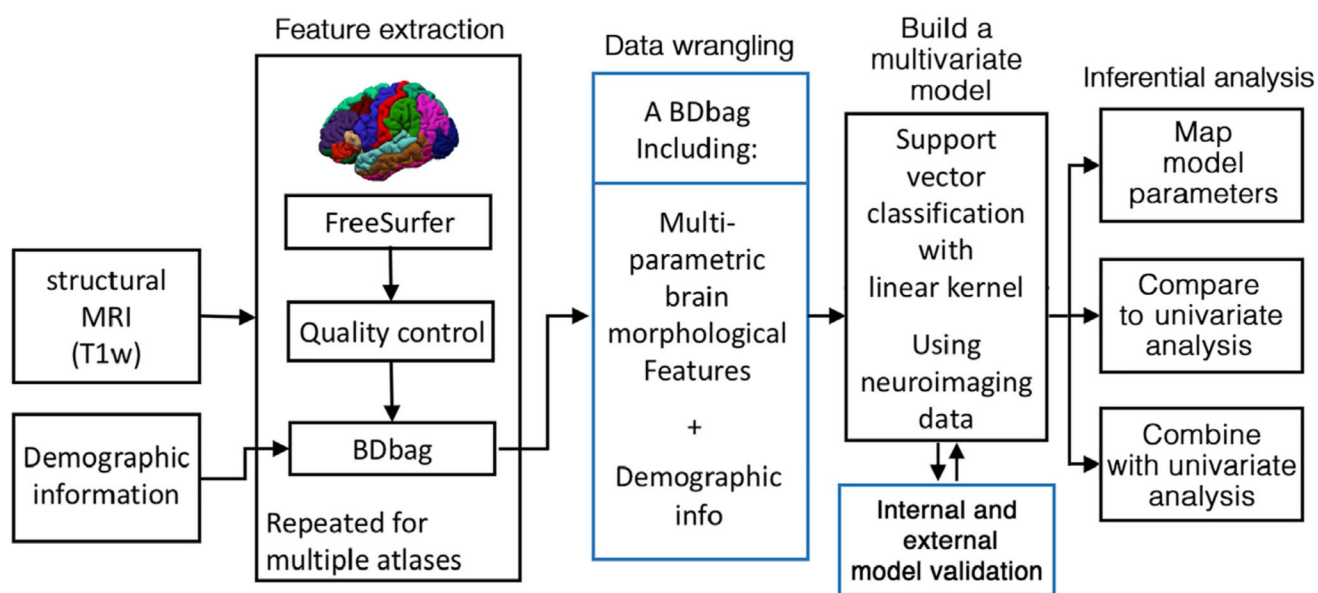 structural
MRI
(T1w)
Demographic
information
Feature extraction
FreeSurfer
Quality control
BDbag
Repeated for
multiple atlases
Data wrangling
A BDbag
Including:
Multi-
parametric
brain
morphological
Features
+
Demographic
info
Build a
multivariate
model
Support
vector
classification
with
linear kernel
Using
neuroimaging
data
Internal and
external
model validation
Inferential analysis
Map
model
parameters
Compare
to univariate
analysis
Combine
with univariate
analysis